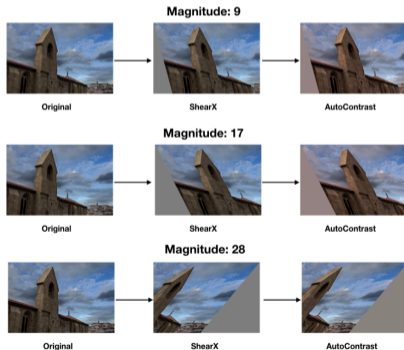 Magnitude: 9
Original ShearX AutoContrast
Magnitude: 17
Original ShearX AutoContrast
Magnitude: 28
Original ShearX AutoContrast